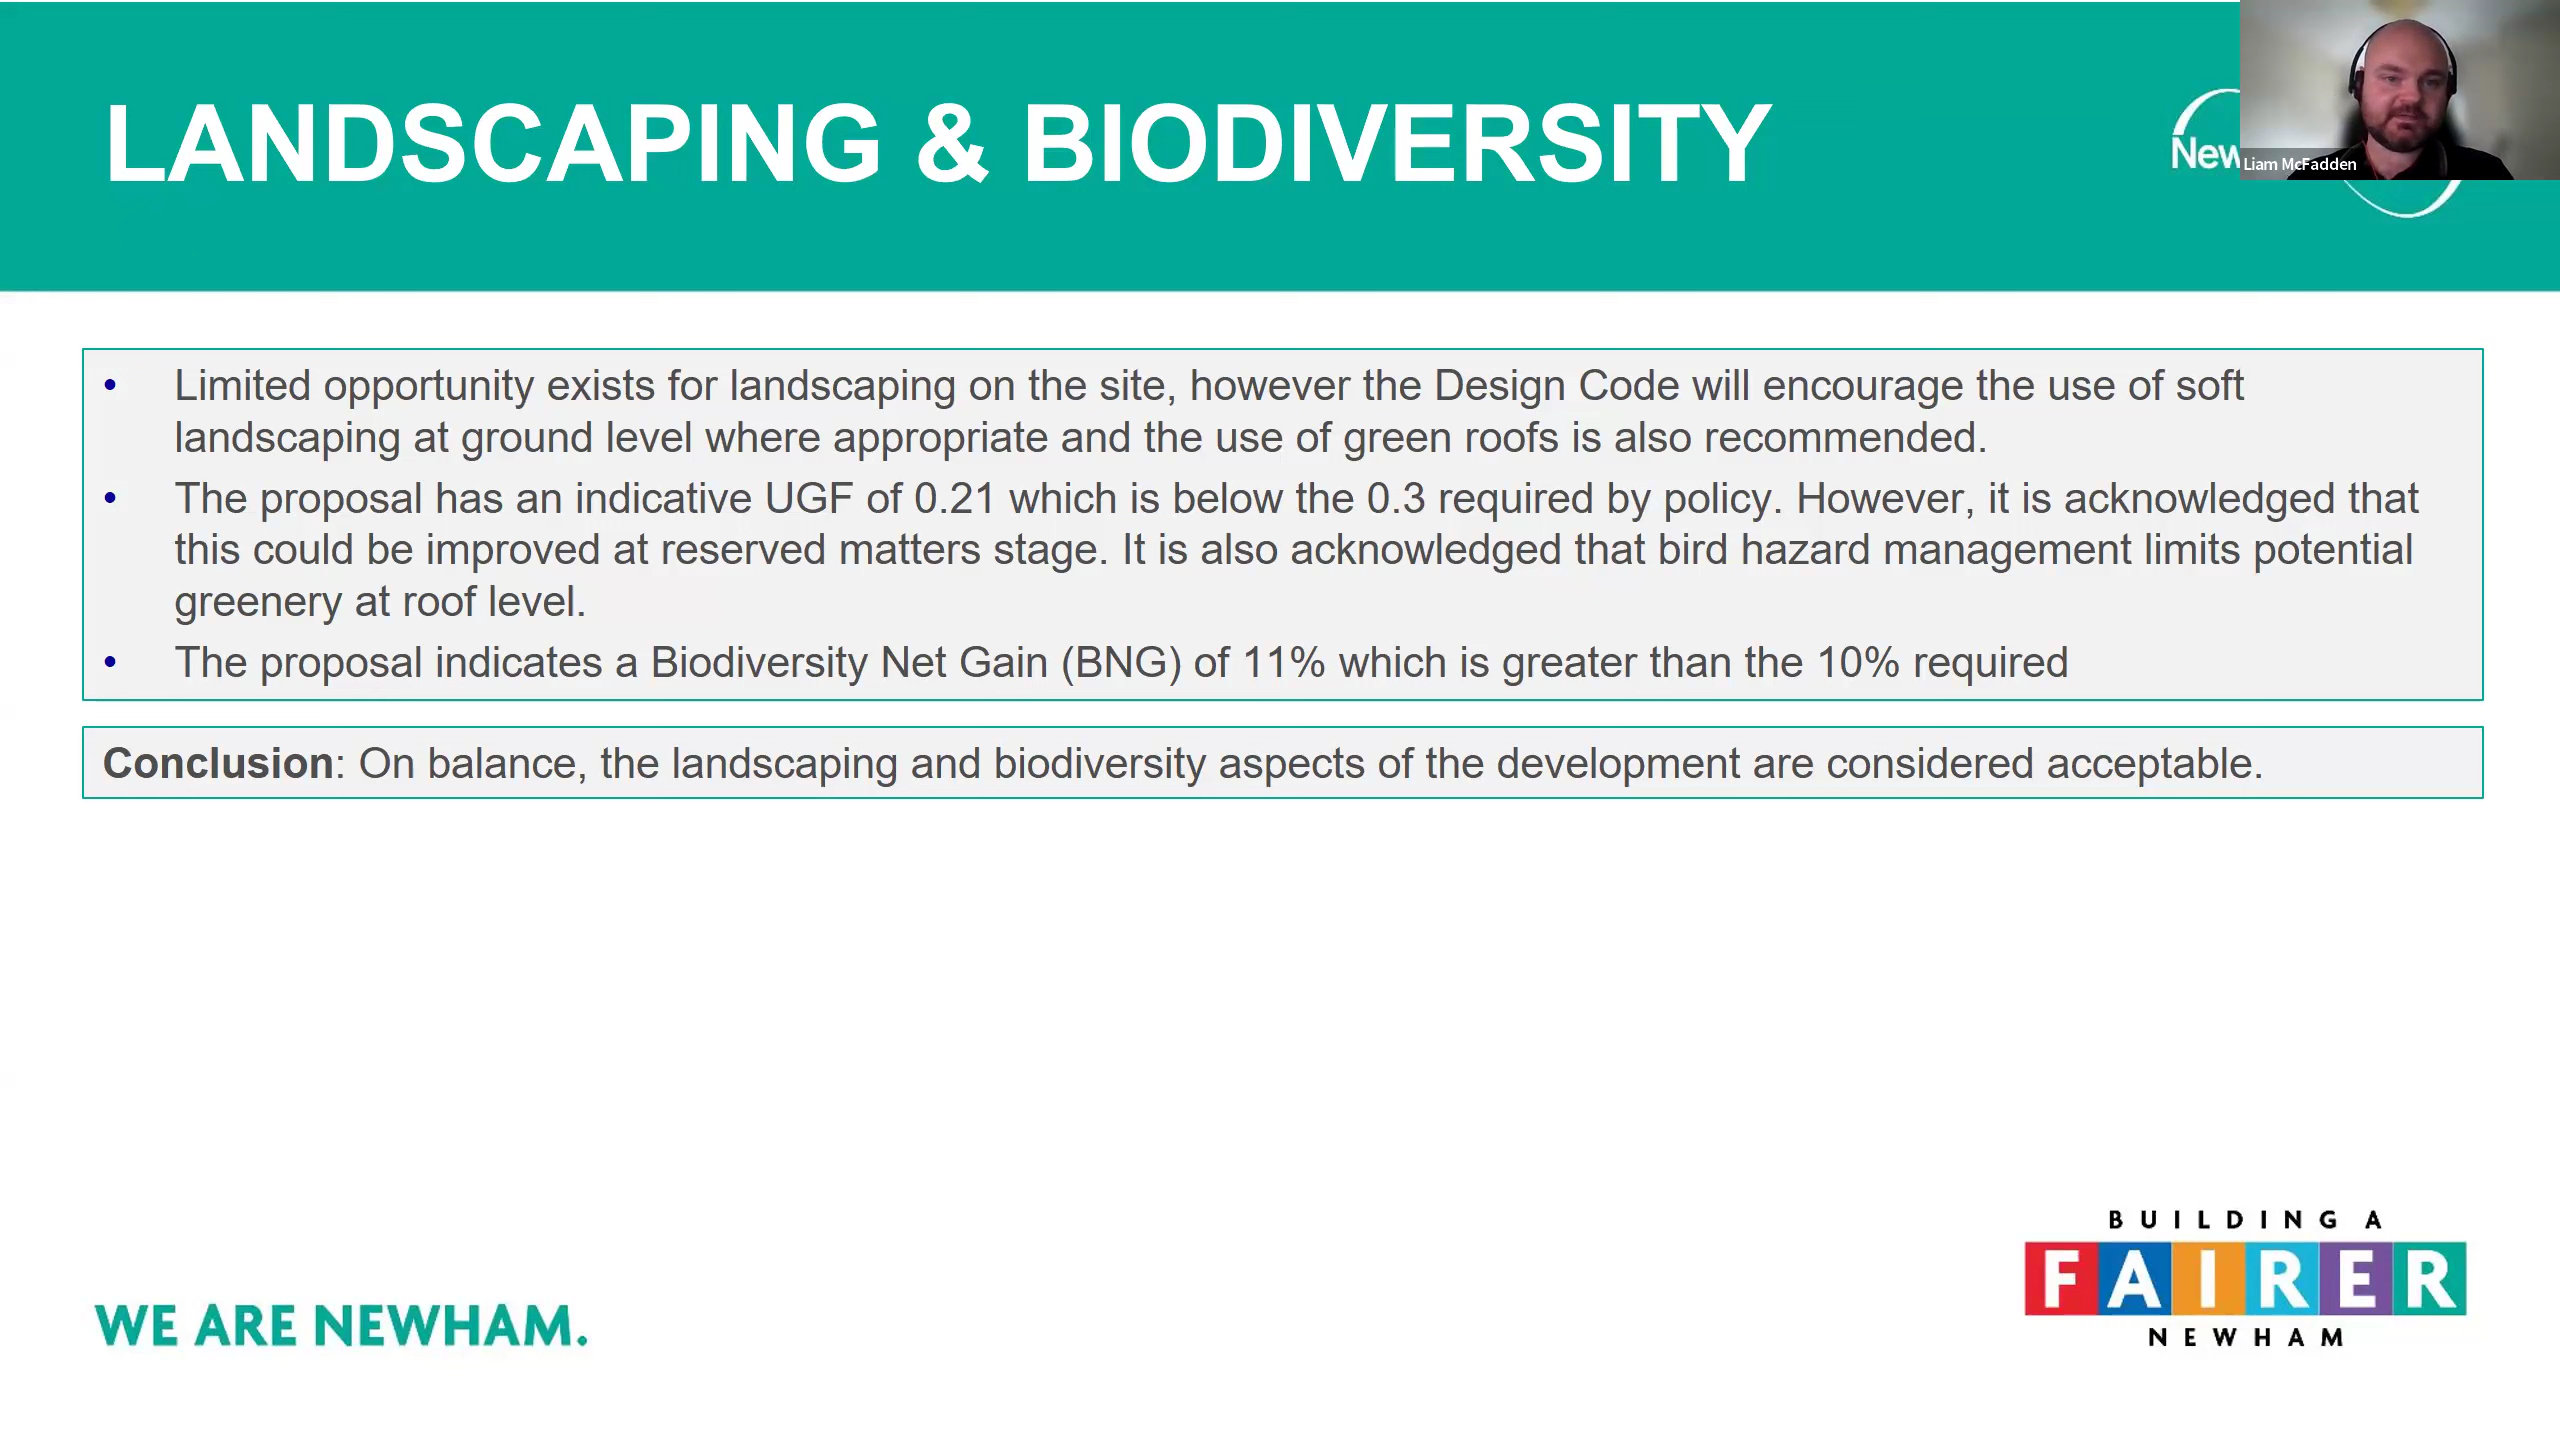 LANDSCAPING & BIODIVERSITY
New
Liam McFadden
• Limited opportunity exists for landscaping on the site, however the Design Code will encourage the use of soft
landscaping at ground level where appropriate and the use of green roofs is also recommended.
• The proposal has an indicative UGF of 0.21 which is below the 0.3 required by policy. However, it is acknowledged that
this could be improved at reserved matters stage. It is also acknowledged that bird hazard management limits potential
greenery at roof level.
• The proposal indicates a Biodiversity Net Gain (BNG) of 11% which is greater than the 10% required
Conclusion: On balance, the landscaping and biodiversity aspects of the development are considered acceptable.
WE ARE NEWHAM.
BUILDING A
FAIRER
NEWHAM